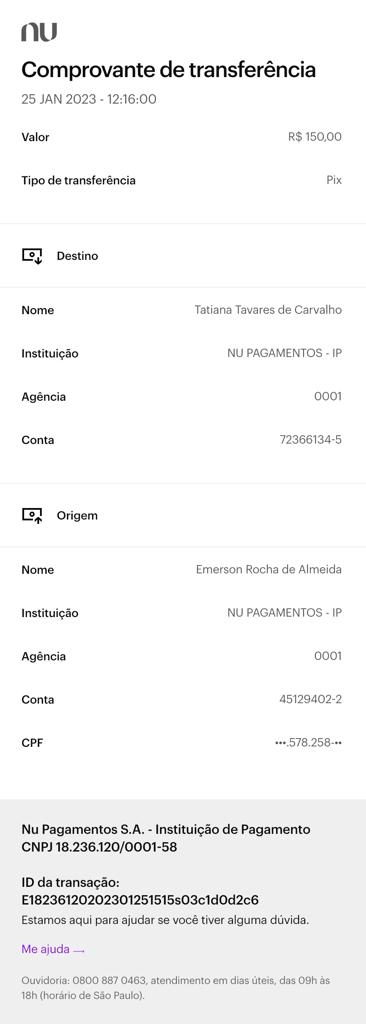 nu
Comprovante de transferência
25 JAN 2023 - 12:16:00
Valor R$ 150,00
Tipo de transferência Pix
Destino
Nome Tatiana Tavares de Carvalho
Instituição NU PAGAMENTOS - IP
Agência 0001
Conta 72366134-5
Origem
Nome Emerson Rocha de Almeida
Instituição NU PAGAMENTOS - IP
Agência 0001
Conta 45129402-2
CPF •••.578.258-••
Nu Pagamentos S.A. - Instituição de Pagamento
CNPJ 18.236.120/0001-58
ID da transação:
E18236120202301251515s03c1d0d2c6
Estamos aqui para ajudar se você tiver alguma dúvida.
Me ajuda →
Ouvidoria: 0800 887 0463, atendimento em dias úteis, das 09h às
18h (horário de São Paulo).